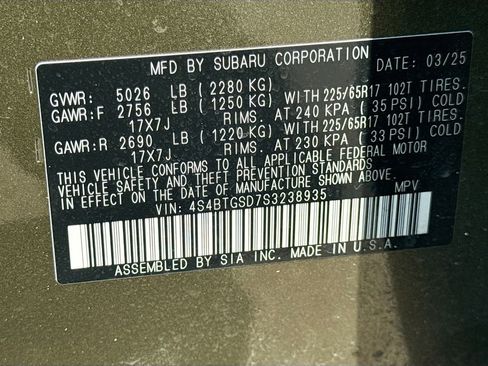 MFD BY SUBARU CORPORATION DATE: 03/25
GVWR: 5026 LB (2280 KG)
GAWR:F 2756 LB (1250 KG) WITH 225/65R17 102T TIRES.
17X7J RIMS. AT 240 KPA (35 PSI) COLD
GAWR:R 2690 LB (1220 KG) WITH 225/65R17 102T TIRES.
17X7J RIMS. AT 230 KPA (33 PSI) COLD
THIS VEHICLE CONFORMS TO ALL APPLICABLE FEDERAL MOTOR
VEHICLE SAFETY AND THEFT PREVENTION STANDARDS
IN EFFECT ON THE DATE OF MANUFACTURE SHOWN ABOVE.
VIN: 4S4BTGSD7S3238935 MPV
ASSEMBLED BY SIA INC. MADE IN U.S.A.